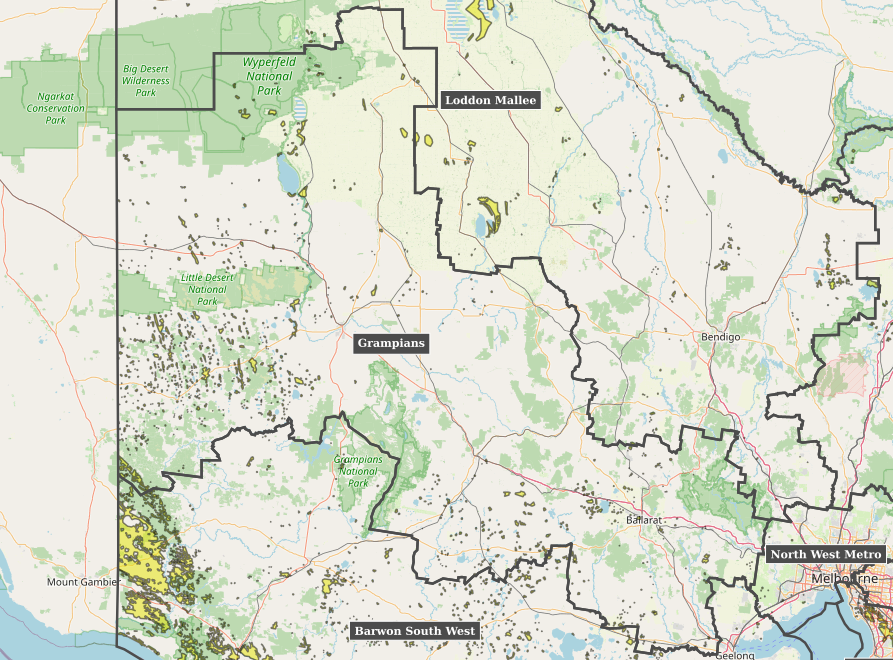 Wyperfeld
National
Park
Big Desert
Wilderness
Park
Ngarkat
Conservation
Park
Loddon Mallee
Little Desert
National
Park
Bendigo
Grampians
Grampians
National
Park
Ballarat
North West Metro
Melbourne
Mount Gambier
Barwon South West
Geelong